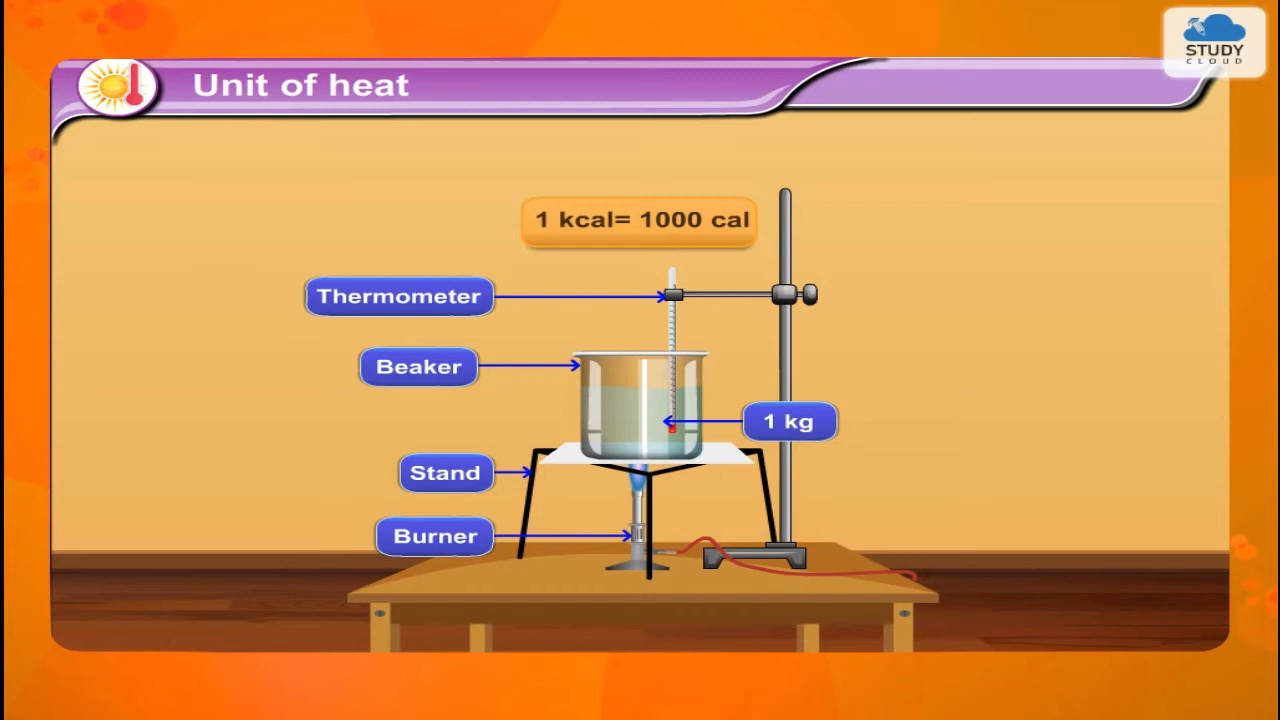 STUDY
CLOUD
Unit of heat
1 kcal= 1000 cal
Thermometer
Beaker
1 kg
Stand
Burner